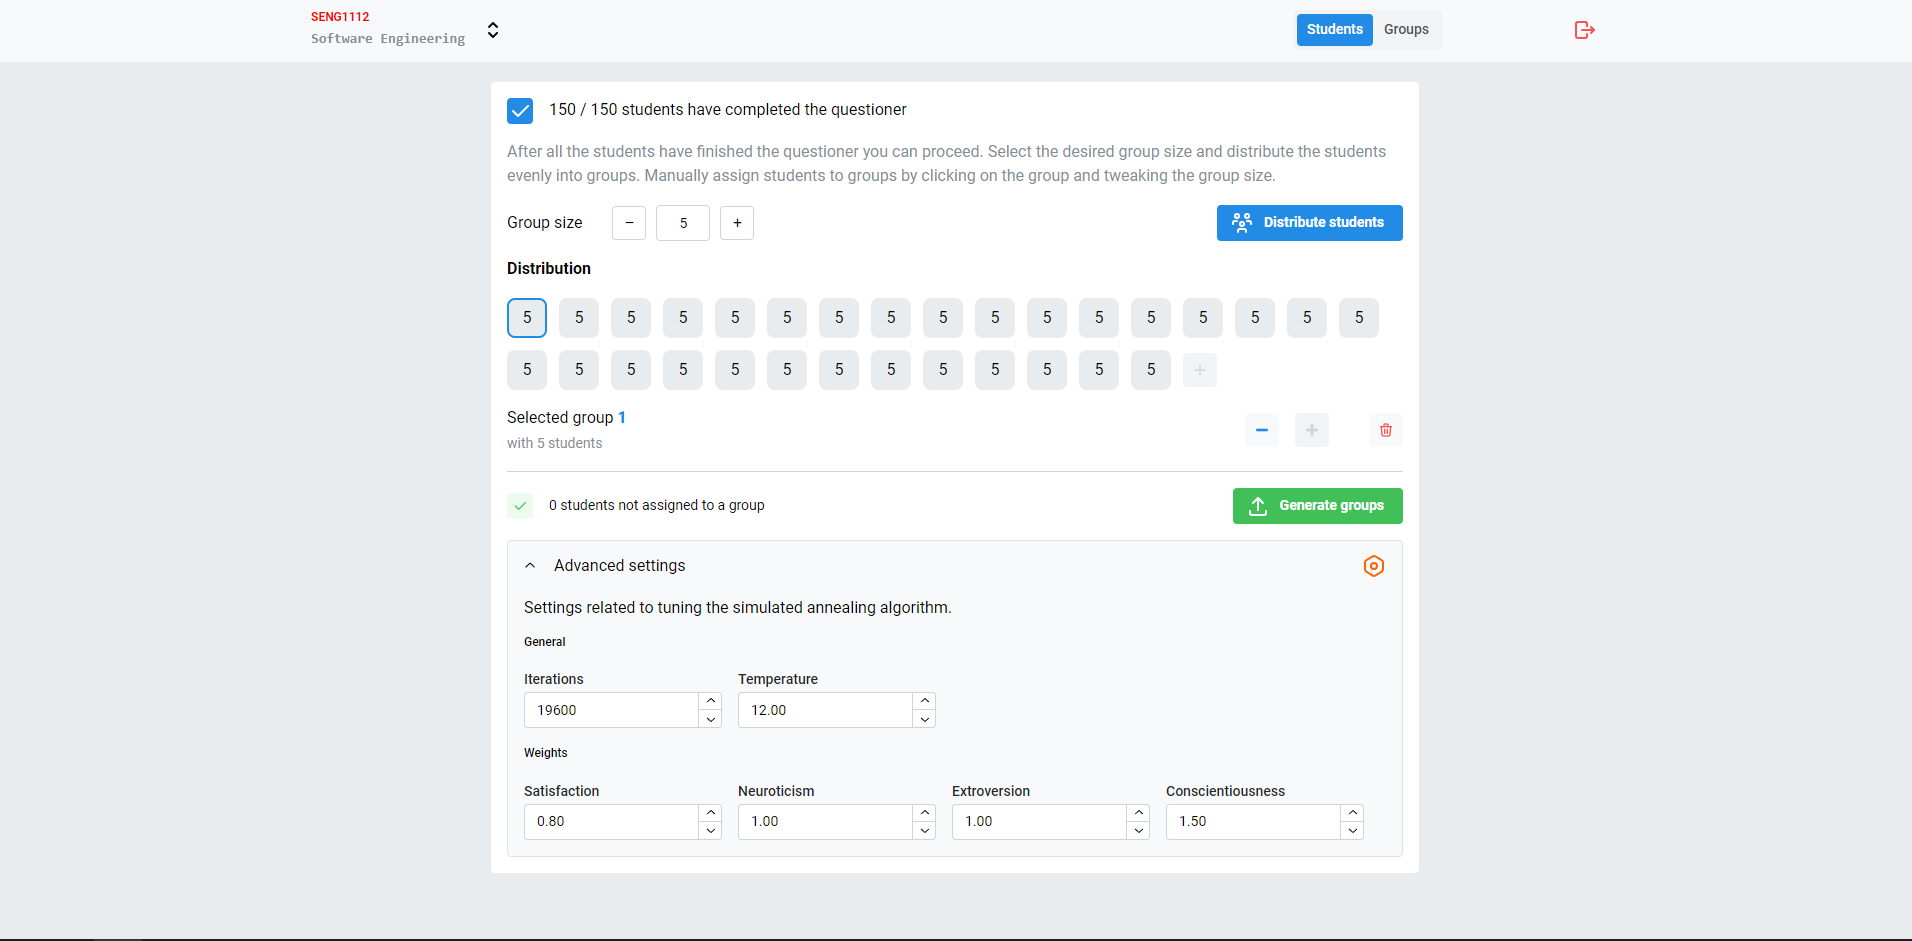 SENG1112
Software Engineering
Students
Groups
150 / 150 students have completed the questioner
After all the students have finished the questioner you can proceed. Select the desired group size and distribute the students
evenly into groups. Manually assign students to groups by clicking on the group and tweaking the group size.
Group size
−
5
+
Distribute students
Distribution
5 5 5 5 5 5 5 5 5 5 5 5 5 5 5 5 5
5 5 5 5 5 5 5 5 5 5 5 5 5 +
Selected group 1
with 5 students
0 students not assigned to a group
Generate groups
Advanced settings
Settings related to tuning the simulated annealing algorithm.
General
Iterations
Temperature
19600
12.00
Weights
Satisfaction
Neuroticism
Extroversion
Conscientiousness
0.80
1.00
1.00
1.50